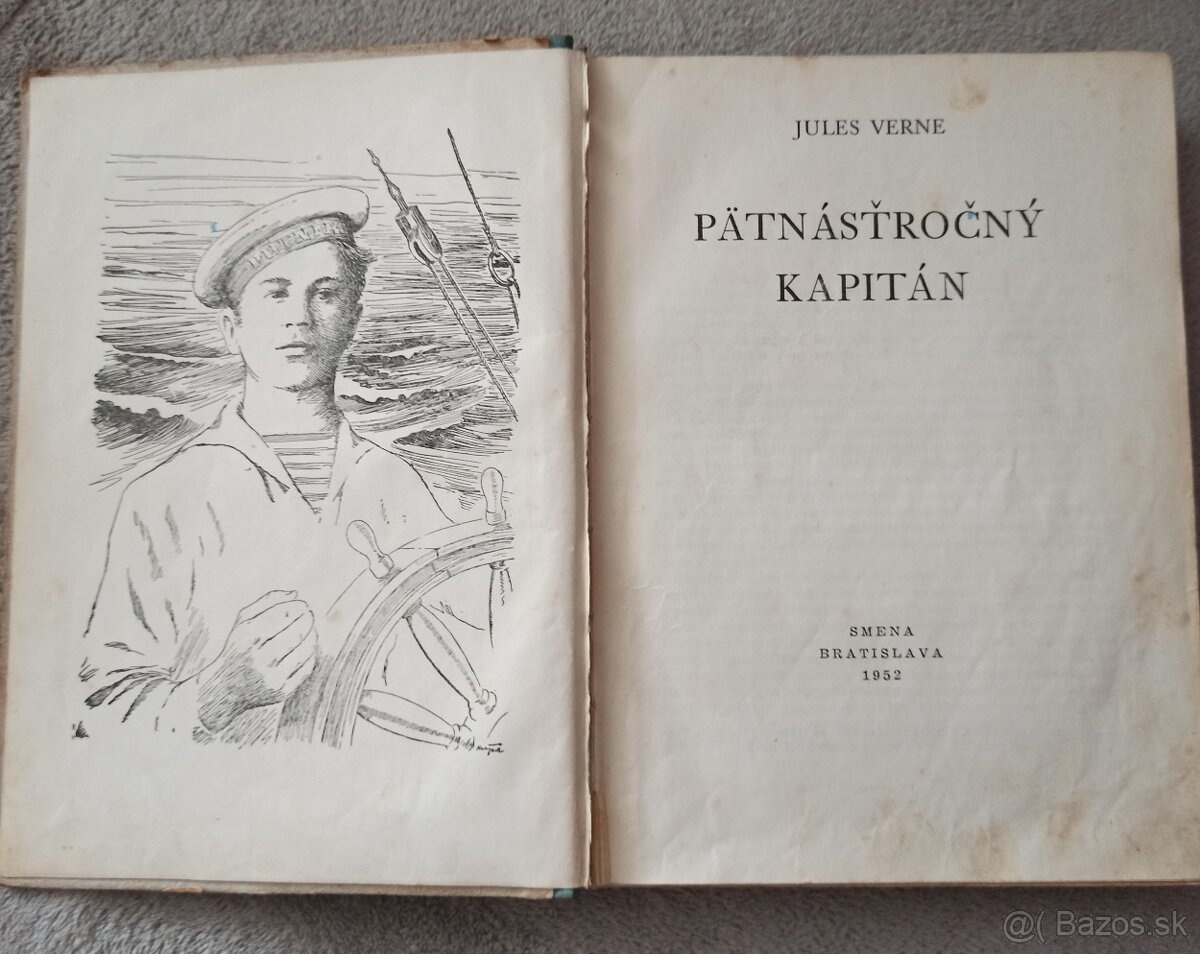 JULES VERNE
PÄTNÁSŤROČNÝ
KAPITÁN
SMENA
BRATISLAVA
1952
@( Bazos.sk